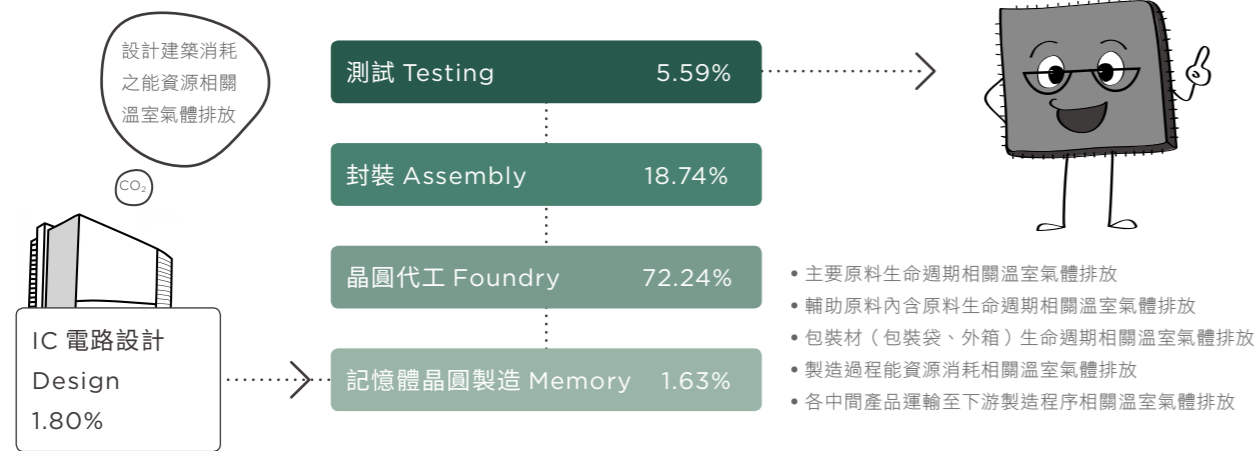 設計建築消耗
之能資源相關
溫室氣體排放
CO₂
IC 電路設計
Design
1.80%
測試 Testing 5.59%
封裝 Assembly 18.74%
晶圓代工 Foundry 72.24%
記憶體晶圓製造 Memory 1.63%
• 主要原料生命週期相關溫室氣體排放
• 輔助原料內含原料生命週期相關溫室氣體排放
• 包裝材（包裝袋、外箱）生命週期相關溫室氣體排放
• 製造過程能資源消耗相關溫室氣體排放
• 各中間產品運輸至下游製造程序相關溫室氣體排放